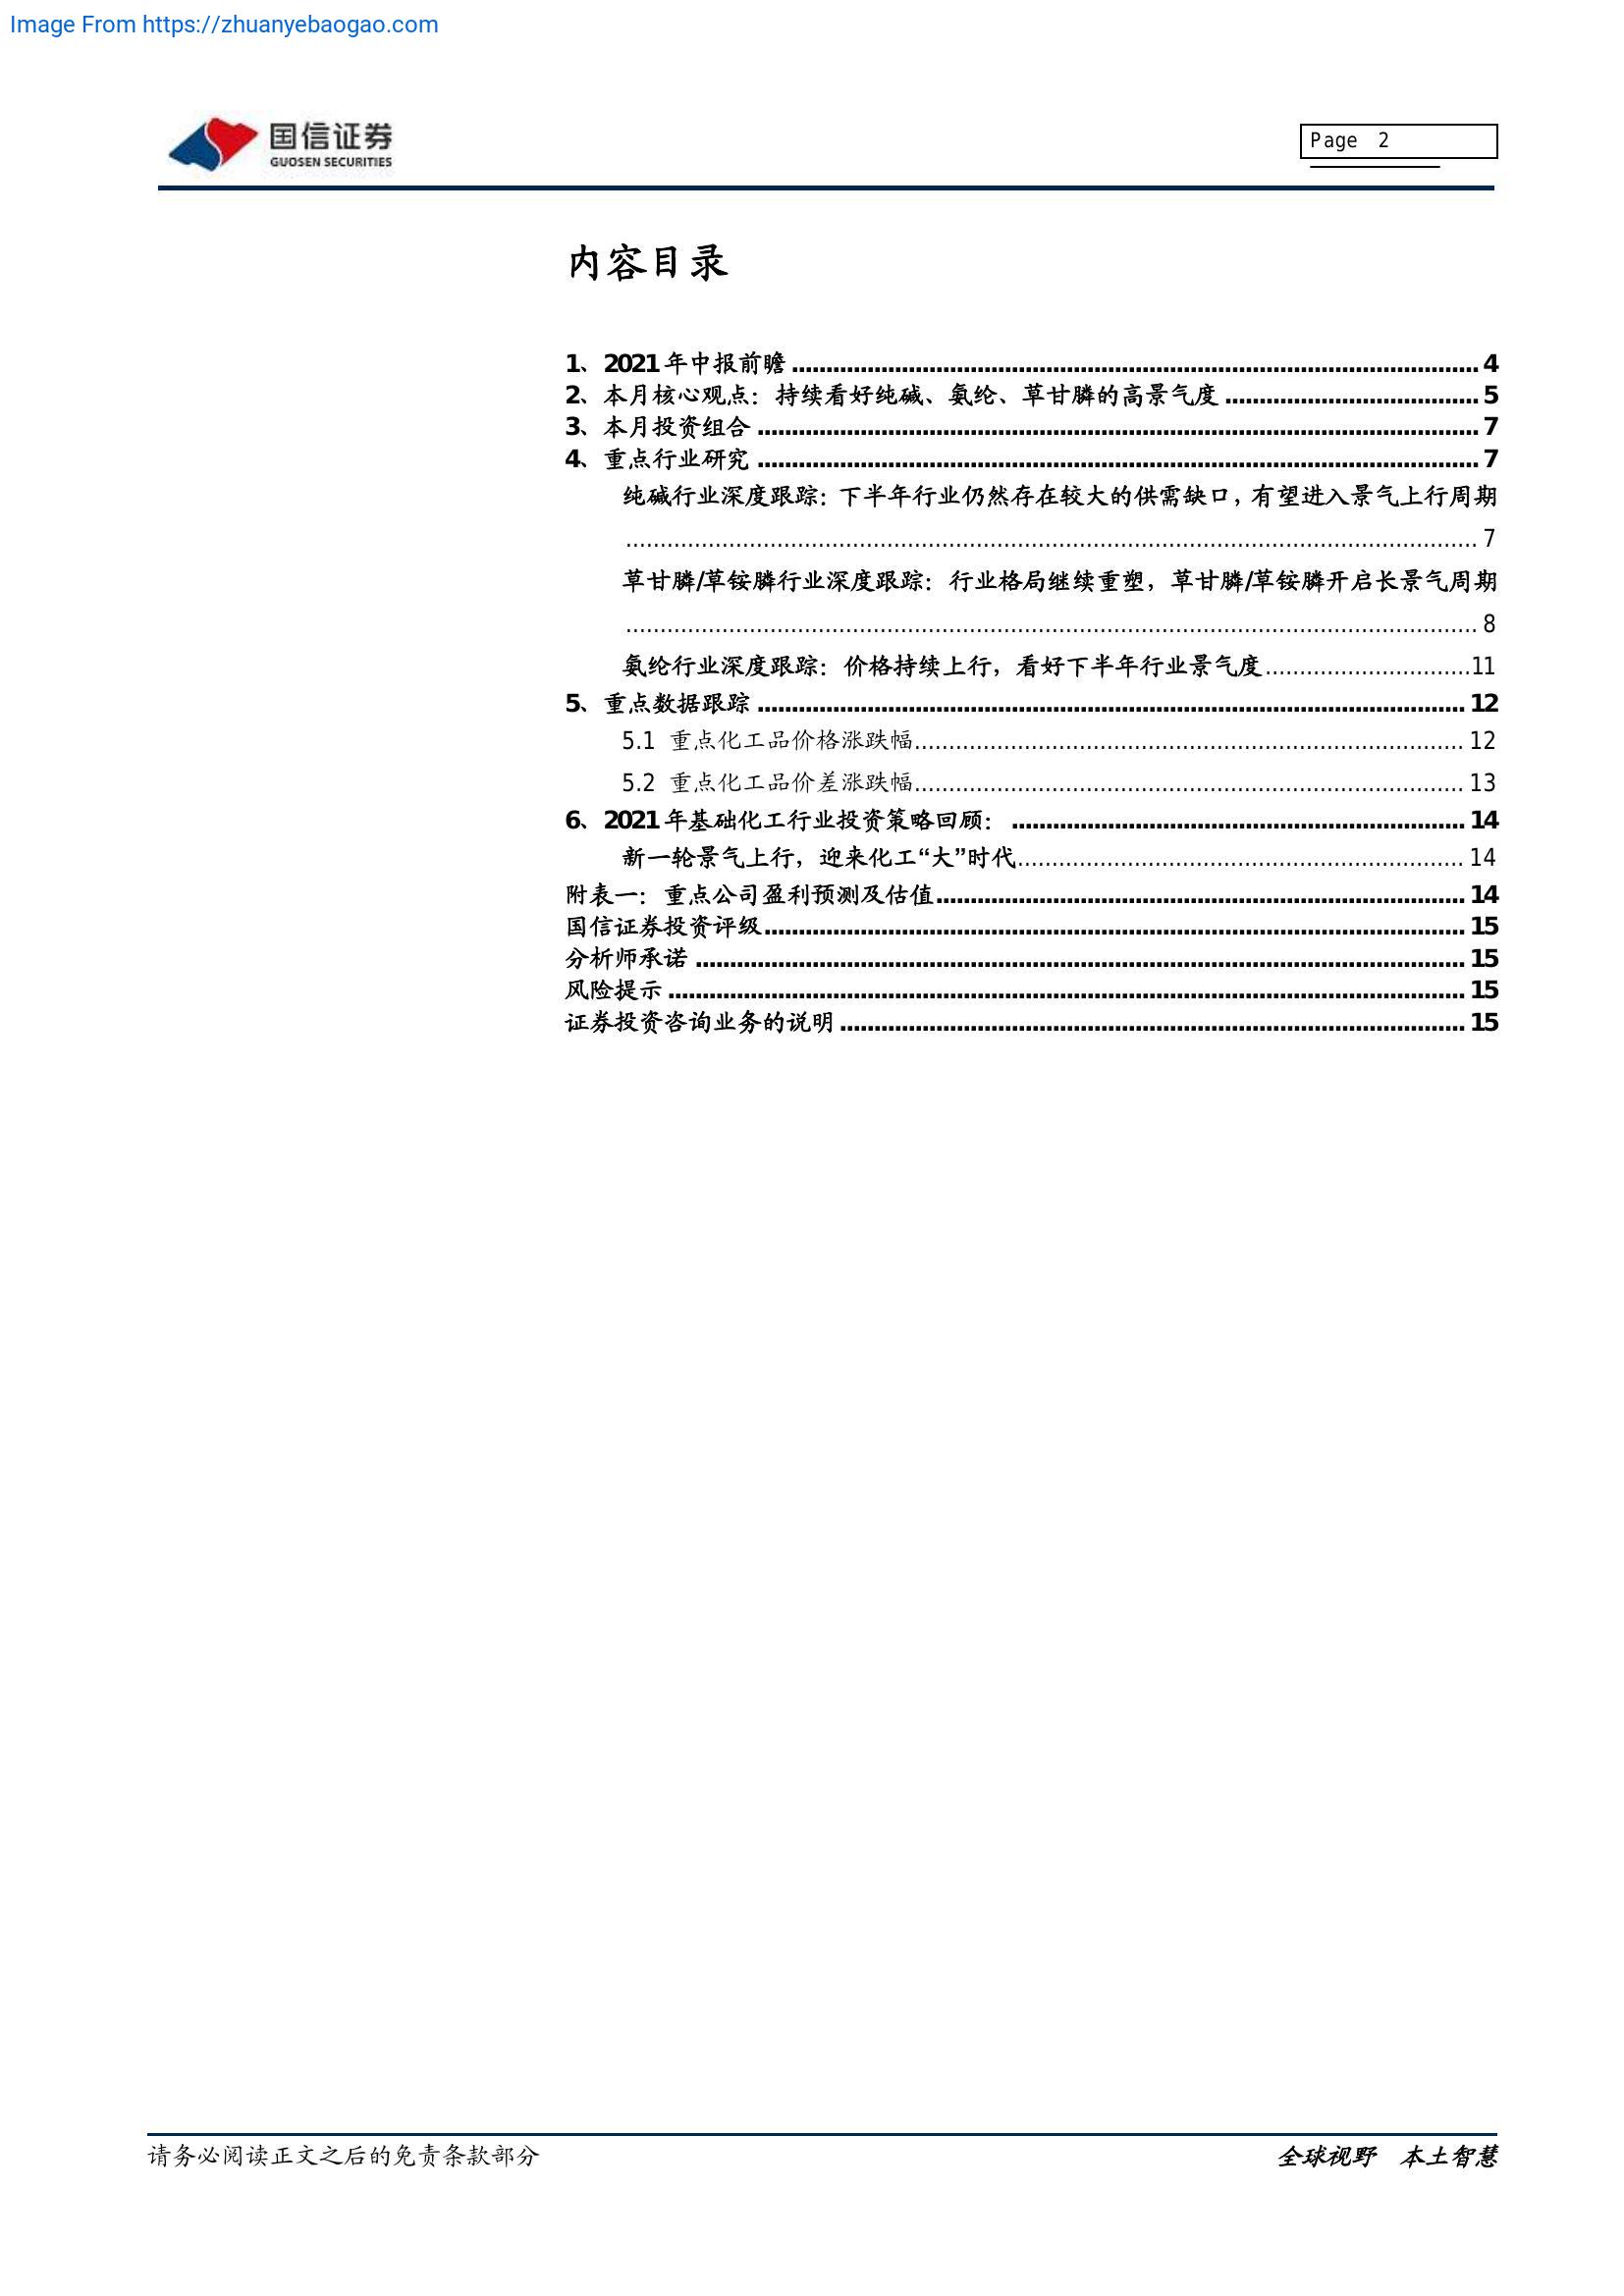 Image From https://zhuanyebaogao.com
国信证券
GUOSEN SECURITIES
Page 2
内容目录
1、2021年中报前瞻 ........................................ 4
2、本月核心观点：持续看好纯碱、氨纶、草甘膦的高景气度 ........................................ 5
3、本月投资组合 ........................................ 7
4、重点行业研究 ........................................ 7
纯碱行业深度跟踪：下半年行业仍然存在较大的供需缺口，有望进入景气上行周期
........................................ 7
草甘膦/草铵膦行业深度跟踪：行业格局继续重塑，草甘膦/草铵膦开启长景气周期
........................................ 8
氨纶行业深度跟踪：价格持续上行，看好下半年行业景气度........................................11
5、重点数据跟踪 ........................................ 12
5.1 重点化工品价格涨跌幅........................................ 12
5.2 重点化工品价差涨跌幅........................................ 13
6、2021年基础化工行业投资策略回顾： ........................................ 14
新一轮景气上行，迎来化工“大”时代........................................ 14
附表一：重点公司盈利预测及估值........................................ 14
国信证券投资评级........................................ 15
分析师承诺 ........................................ 15
风险提示 ........................................ 15
证券投资咨询业务的说明 ........................................ 15
请务必阅读正文之后的免责条款部分
全球视野 本土智慧